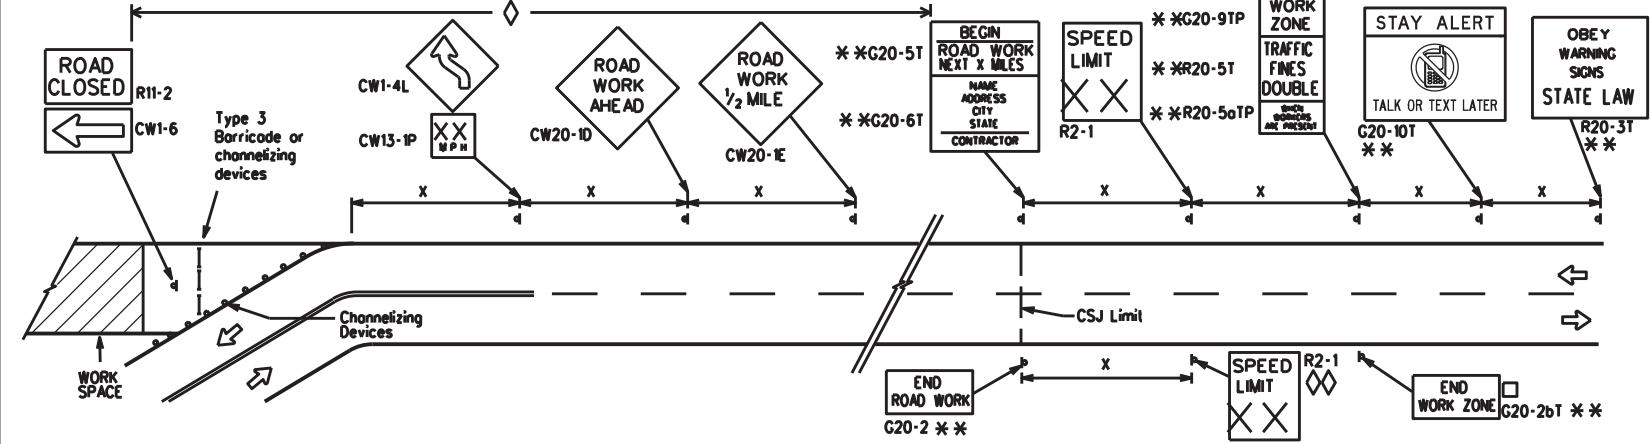 ROAD
CLOSED
R11-2
CW1-6
Type 3
Barricade or
channelizing
devices
CW1-4L
X X
M P H
CW13-1P
ROAD
WORK
AHEAD
CW20-1D
ROAD
WORK
1/2 MILE
CW20-1E
* *G20-5T
* *G20-6T
BEGIN
ROAD WORK
NEXT X MILES
NAME
ADDRESS
CITY
STATE
CONTRACTOR
SPEED
LIMIT
X X
R2-1
* *G20-9TP
* *R20-5T
* *R20-5aTP
WORK
ZONE
TRAFFIC
FINES
DOUBLE
WHEN
WORKERS
ARE PRESENT
STAY ALERT
TALK OR TEXT LATER
G20-10T
* *
OBEY
WARNING
SIGNS
STATE LAW
R20-3T
* *
X
X
X
X
X
X
X
Channelizing
Devices
CSJ Limit
WORK
SPACE
X
END
ROAD WORK
G20-2 * *
SPEED
LIMIT
X X
R2-1
END
WORK ZONE
G20-2bT * *